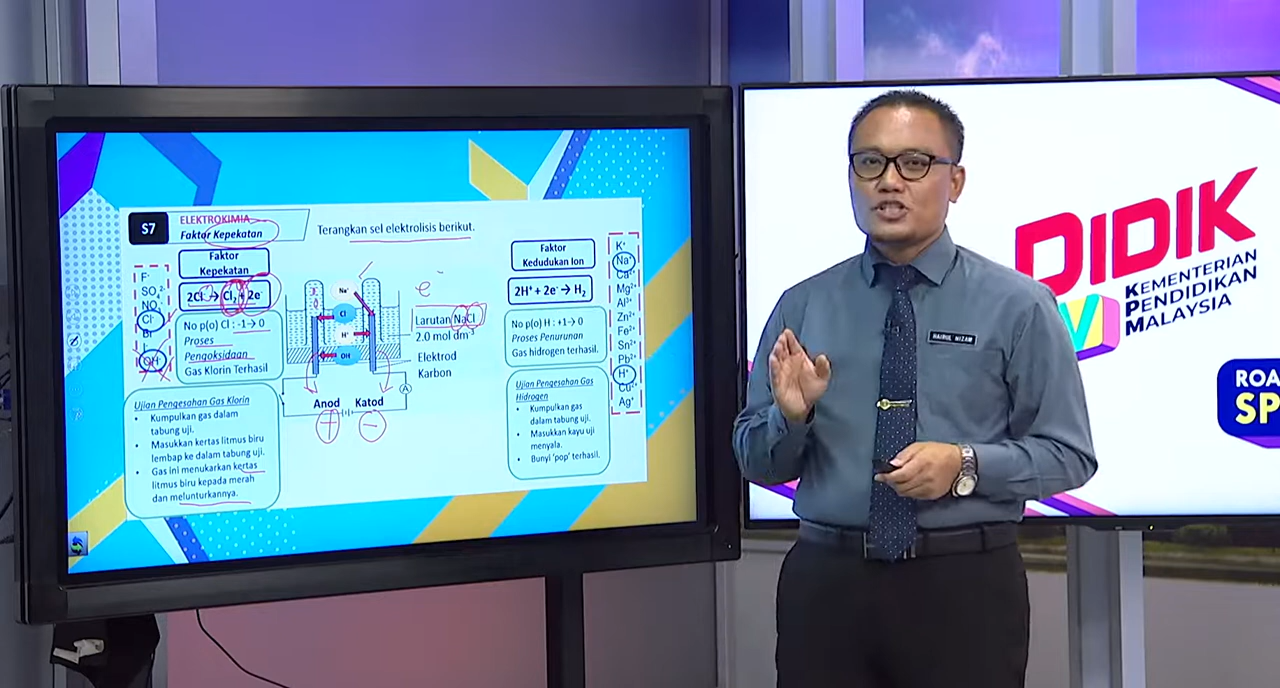 S7
ELEKTROKIMIA
Faktor Kepekatan
Terangkan sel elektrolisis berikut.
Faktor
Kepekatan
2Cl⁻ → Cl₂ + 2e⁻
No p(o) Cl : -1→ 0
Proses
Pengoksidaan
Gas Klorin Terhasil
F⁻
SO₄²⁻
NO₃⁻
Cl⁻
Br⁻
I⁻
OH⁻
Ujian Pengesahan Gas Klorin
• Kumpulkan gas dalam
tabung uji.
• Masukkan kertas litmus biru
lembap ke dalam tabung uji.
• Gas ini menukarkan kertas
litmus biru kepada merah
dan melunturkannya.
Na⁺
Cl⁻
H⁺
OH⁻
e⁻
Larutan NaCl
2.0 mol dm⁻³
Elektrod
Karbon
A
Anod Katod
+ −
Faktor
Kedudukan Ion
2H⁺ + 2e⁻ → H₂
No p(o) H : +1→ 0
Proses Penurunan
Gas hidrogen terhasil.
Ujian Pengesahan Gas
Hidrogen
• Kumpulkan gas
dalam tabung uji.
• Masukkan kayu uji
menyala.
• Bunyi 'pop' terhasil.
K⁺
Na⁺
Ca²⁺
Mg²⁺
Al³⁺
Zn²⁺
Fe²⁺
Sn²⁺
Pb²⁺
H⁺
Cu²⁺
Ag⁺
HAIRUL NIZAM
DIDIK
V
KEMENTERIAN
PENDIDIKAN
MALAYSIA
ROA
SP